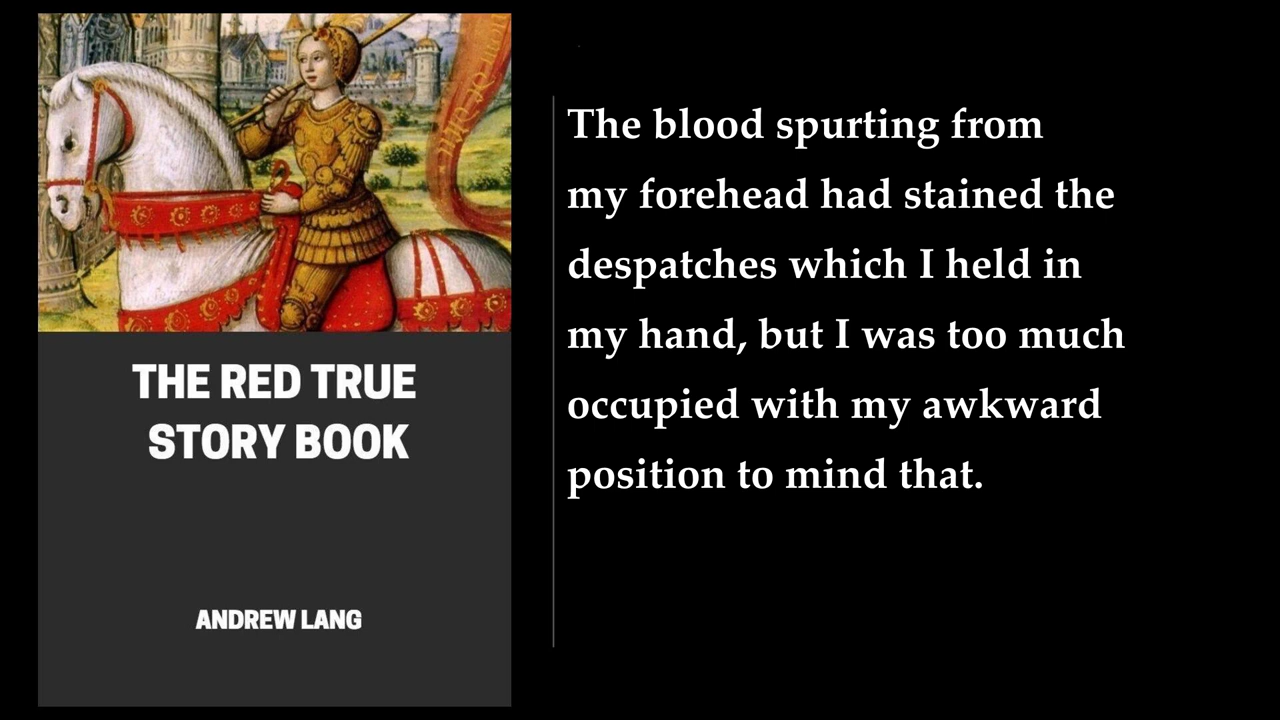 THE RED TRUE
STORY BOOK
ANDREW LANG
The blood spurting from
my forehead had stained the
despatches which I held in
my hand, but I was too much
occupied with my awkward
position to mind that.